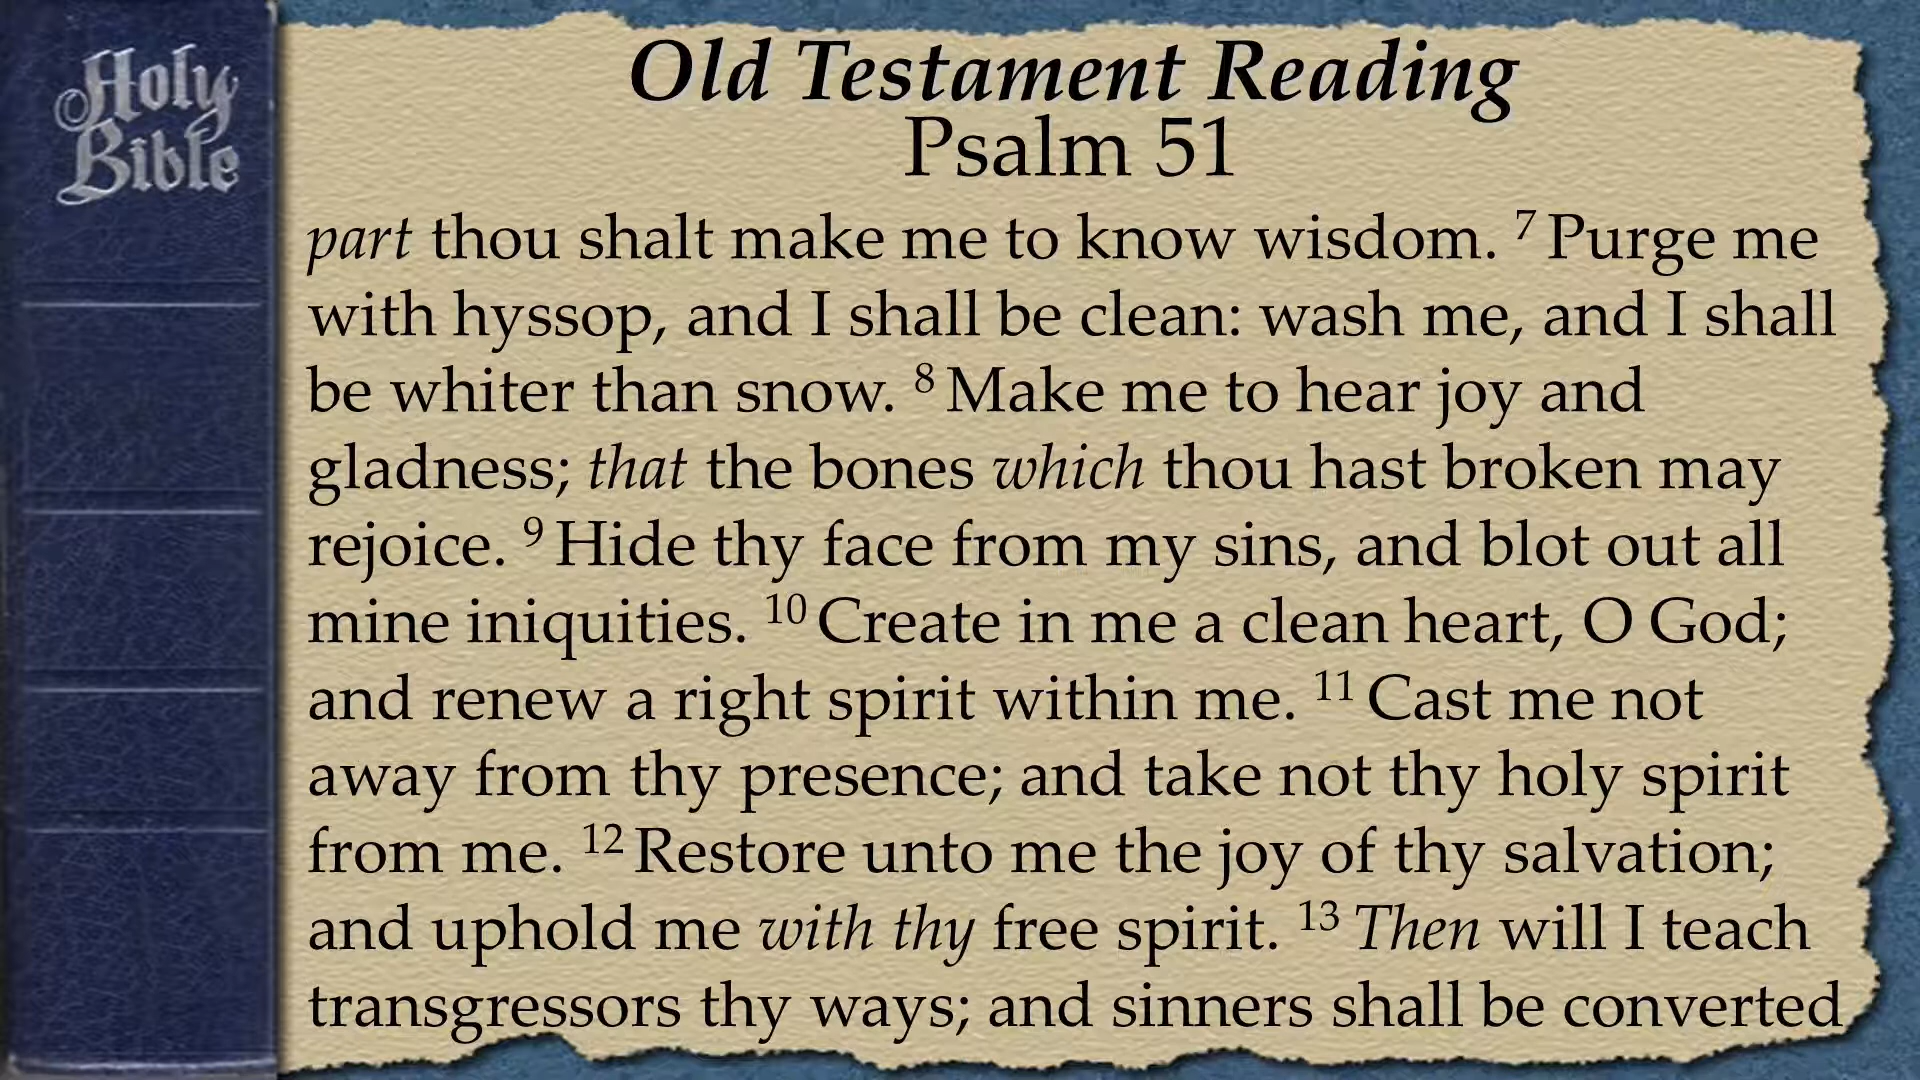 Holy
Bible
Old Testament Reading
Psalm 51
part thou shalt make me to know wisdom. 7 Purge me
with hyssop, and I shall be clean: wash me, and I shall
be whiter than snow. 8 Make me to hear joy and
gladness; that the bones which thou hast broken may
rejoice. 9 Hide thy face from my sins, and blot out all
mine iniquities. 10 Create in me a clean heart, O God;
and renew a right spirit within me. 11 Cast me not
away from thy presence; and take not thy holy spirit
from me. 12 Restore unto me the joy of thy salvation;
and uphold me with thy free spirit. 13 Then will I teach
transgressors thy ways; and sinners shall be converted